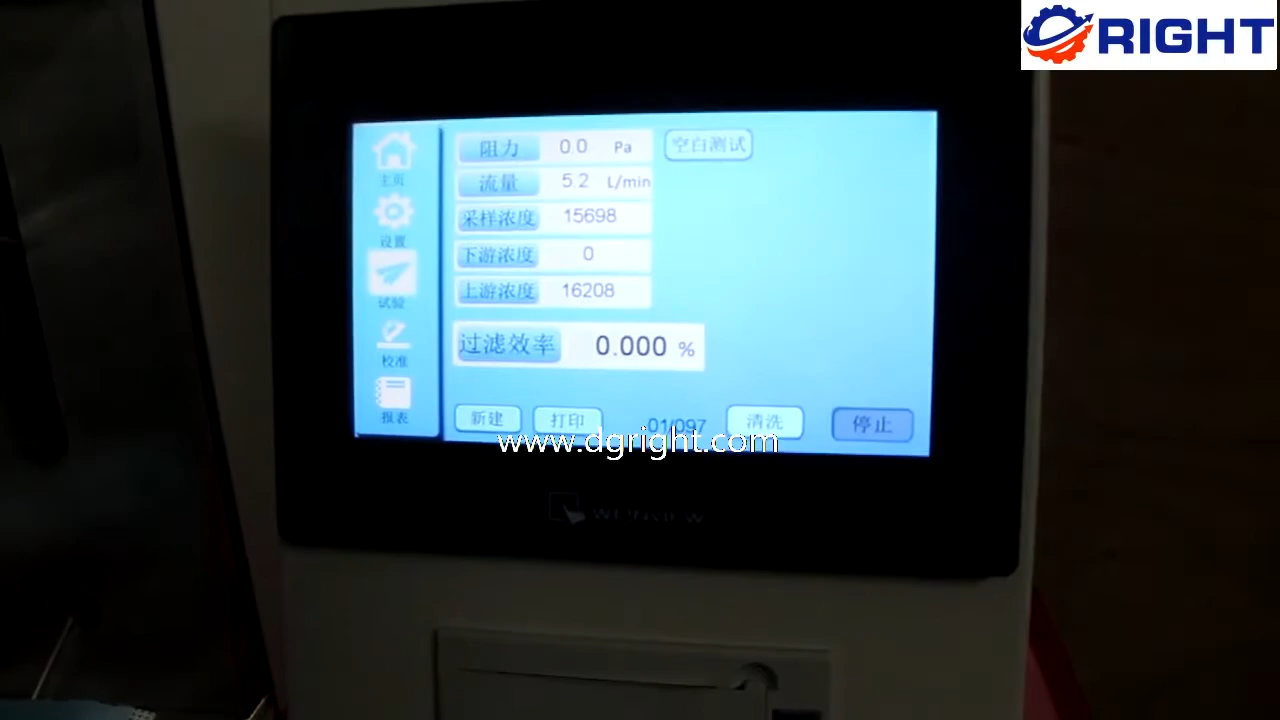 RIGHT
主页
设置
试验
校准
报表
阻力 0.0 Pa 空白测试
流量 5.2 L/min
采样浓度 15698
下游浓度 0
上游浓度 16208
过滤效率 0.000 %
新建 打印 01/097 清洗 停止
www.dgright.com